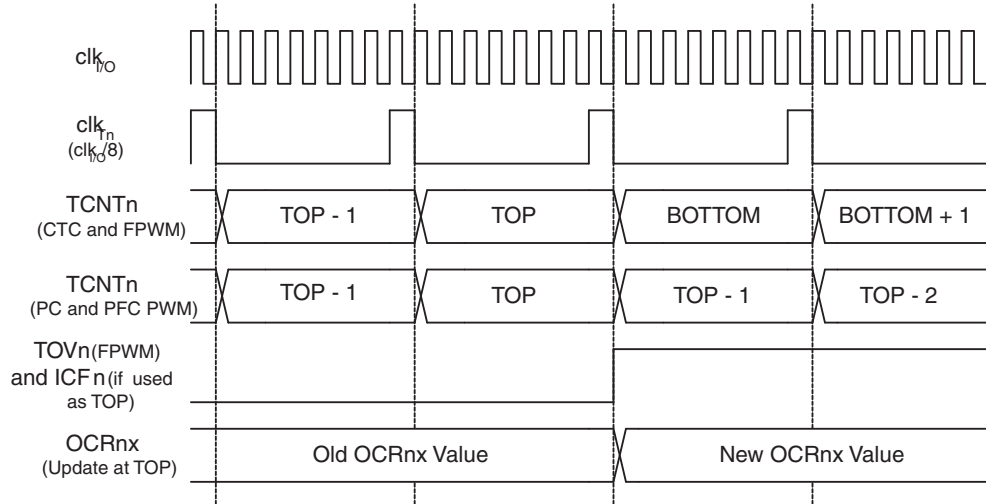 clkI/O
clkTn
(clkI/O/8)
TCNTn
(CTC and FPWM)
TOP - 1
TOP
BOTTOM
BOTTOM + 1
TCNTn
(PC and PFC PWM)
TOP - 1
TOP
TOP - 1
TOP - 2
TOVn (FPWM)
and ICFn (if used
as TOP)
OCRnx
(Update at TOP)
Old OCRnx Value
New OCRnx Value